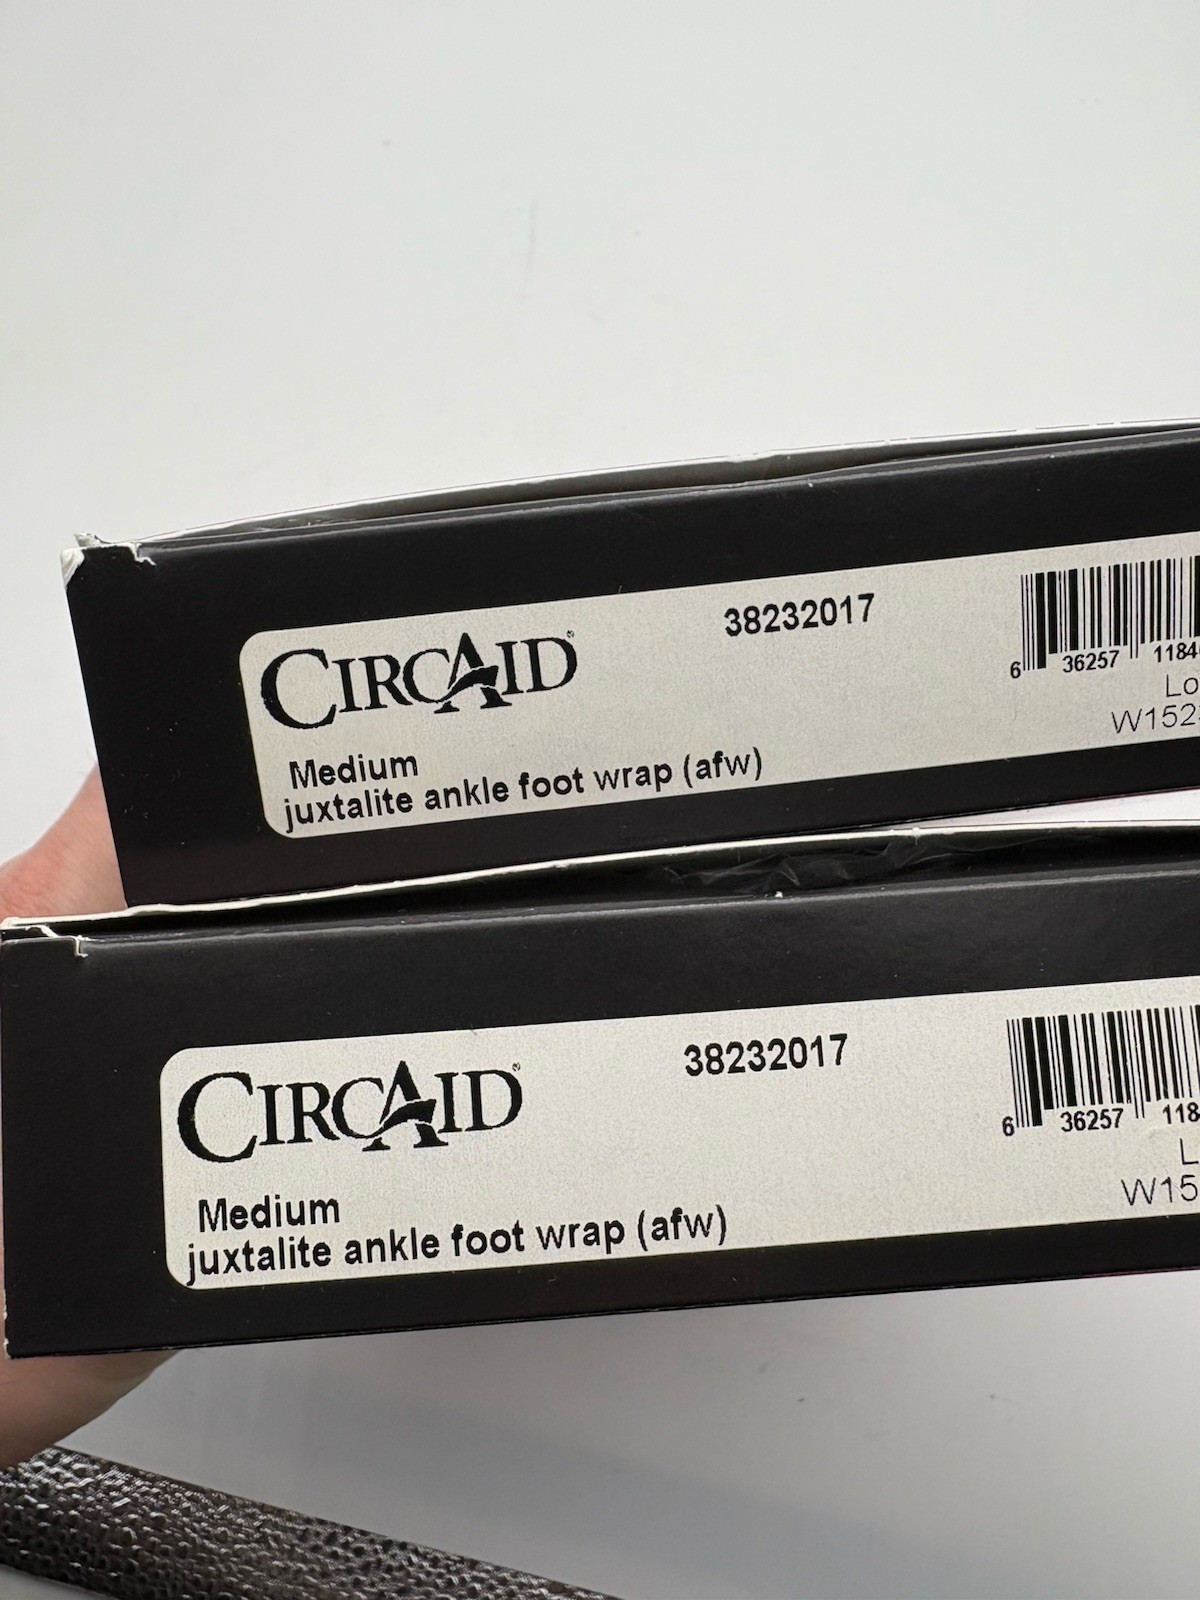 CIRCAID®
38232017
6 36257 1184
Lo
W152
Medium
juxtalite ankle foot wrap (afw)
CIRCAID®
38232017
6 36257 118
L
W15
Medium
juxtalite ankle foot wrap (afw)